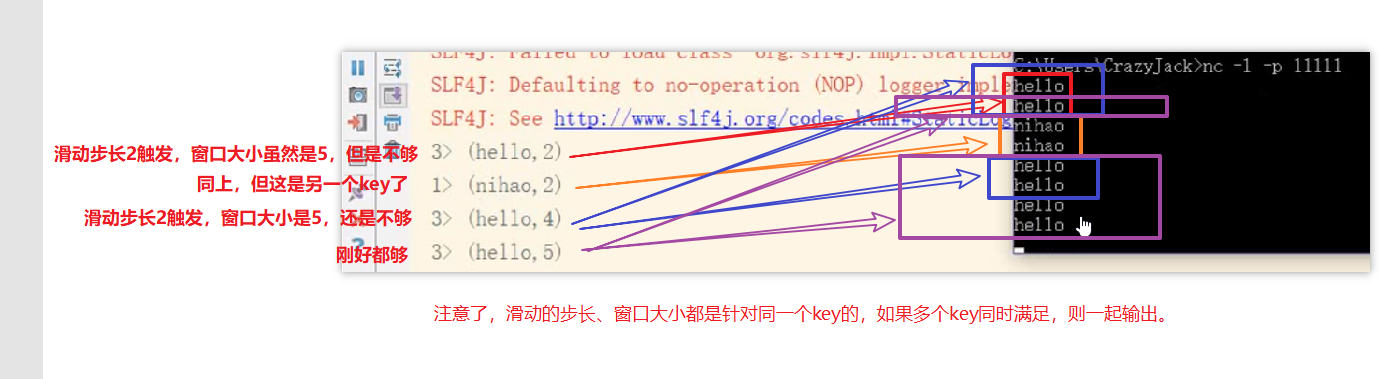 SLF4J: Failed to load class "org.slf4j.impl.StaticLo
SLF4J: Defaulting to no-operation (NOP) logger imple
SLF4J: See http://www.slf4j.org/codes.html#StaticLog
3> (hello,2)
1> (nihao,2)
3> (hello,4)
3> (hello,5)
滑动步长2触发，窗口大小虽然是5，但是不够
同上，但这是另一个key了
滑动步长2触发，窗口大小是5，还是不够
刚好都够
C:\Users\CrazyJack>nc -l -p 11111
hello
hello
nihao
nihao
hello
hello
hello
hello
注意了，滑动的步长、窗口大小都是针对同一个key的，如果多个key同时满足，则一起输出。